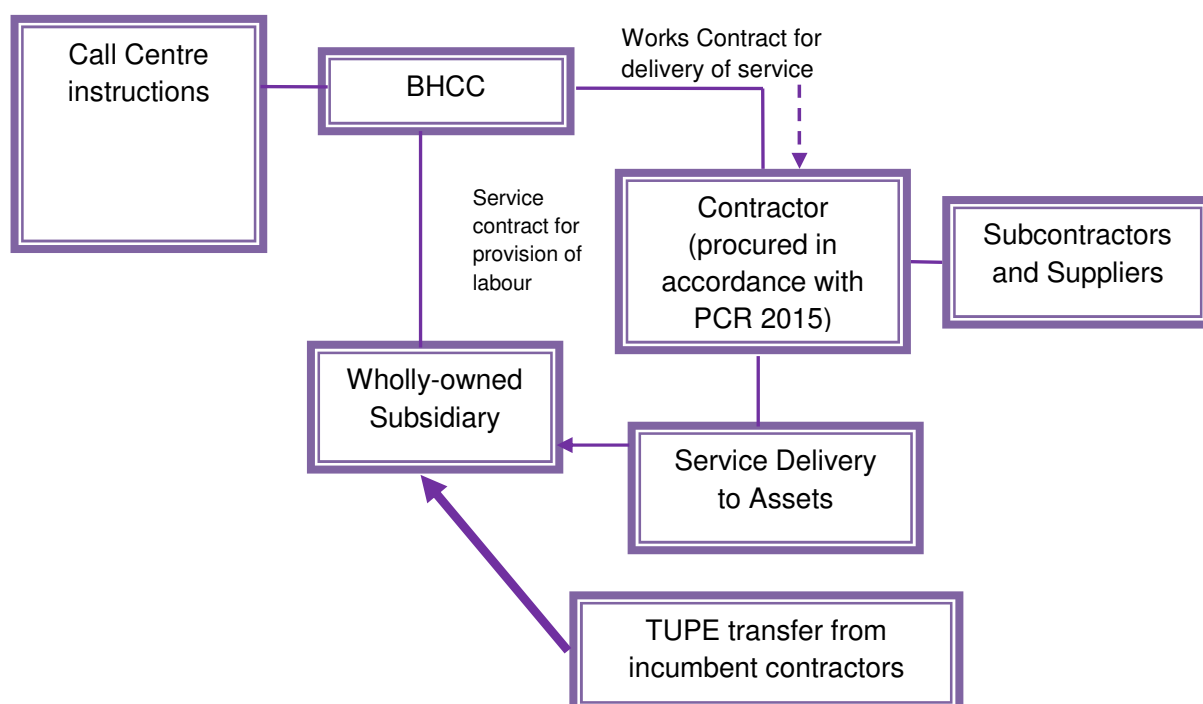 Call Centre
instructions
BHCC
Works Contract for
delivery of service
Service
contract for
provision of
labour
Contractor
(procured in
accordance with
PCR 2015)
Subcontractors
and Suppliers
Wholly-owned
Subsidiary
Service Delivery
to Assets
TUPE transfer from
incumbent contractors